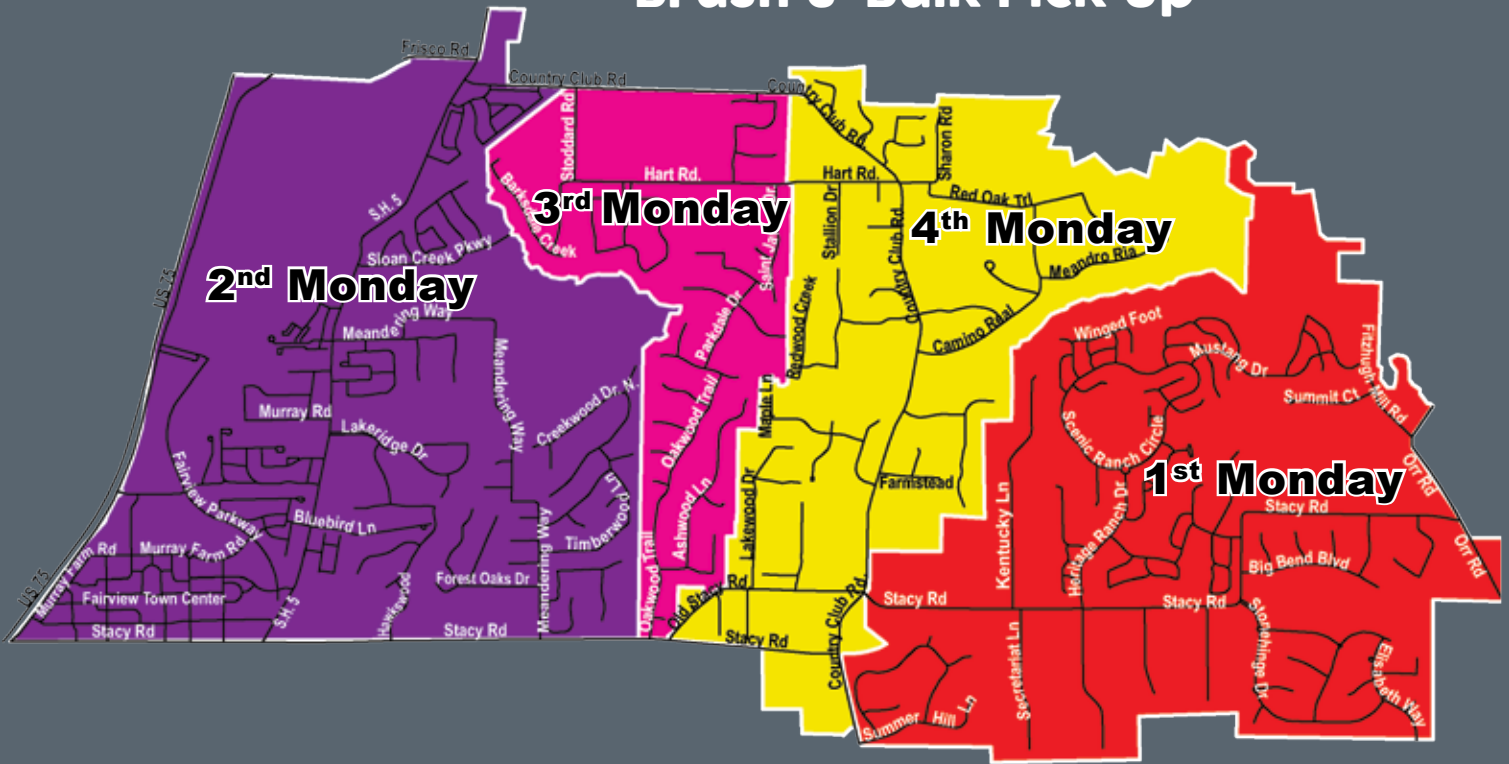 Brush & Bulk Pick-Up
Frisco Rd
Country Club Rd
Country Club Rd.
Stoddard Rd
Sharon Rd
Hart Rd.
Hart Rd.
Barksdale Creek
3rd Monday
Red Oak Trl
S.H. 5
Stallion Dr
Country Club Rd
4th Monday
Sloan Creek Pkwy
Meandro Ria
US 75
2nd Monday
Redwood Creek
Meandering Way
Parkdale Dr
Camino Real
Winged Foot
Meandering Way
Mustang Dr
Fitzhugh Mill Rd
Creekwood Dr. N.
Maple Ln
Summit Ct
Murray Rd
Lakeridge Dr
Oakwood Trail
Scenic Ranch Circle
1st Monday
Orr Rd
Fairview Parkway
Timberwood Ln
Ashwood Ln
Lakewood Dr
Farmstead
Kentucky Ln
Heritage Ranch Dr
Stacy Rd
Bluebird Ln
Murray Farm Rd
Murray Farm Rd
US 75
Meandering Way
Oakwood Trail
Big Bend Blvd
Orr Rd
Forest Oaks Dr
Hawkswood
Old Stacy Rd
Fairview Town Center
S.H. 5
Stacy Rd
Stacy Rd
Stacy Rd
Stacy Rd
Stacy Rd
Country Club Rd
Secretariat Ln
Stonehinge Dr
Elisabeth Way
Summer Hill Ln